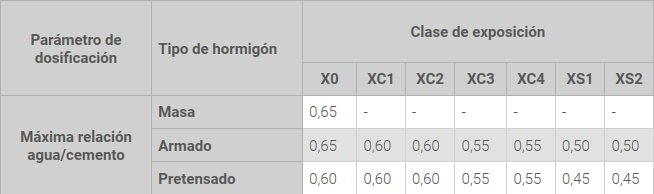 Parámetro de dosificación Tipo de hormigón Clase de exposición
X0 XC1 XC2 XC3 XC4 XS1 XS2
Máxima relación agua/cemento
Masa 0,65 - - - - - -
Armado 0,65 0,60 0,60 0,55 0,55 0,50 0,50
Pretensado 0,60 0,60 0,60 0,55 0,55 0,45 0,45